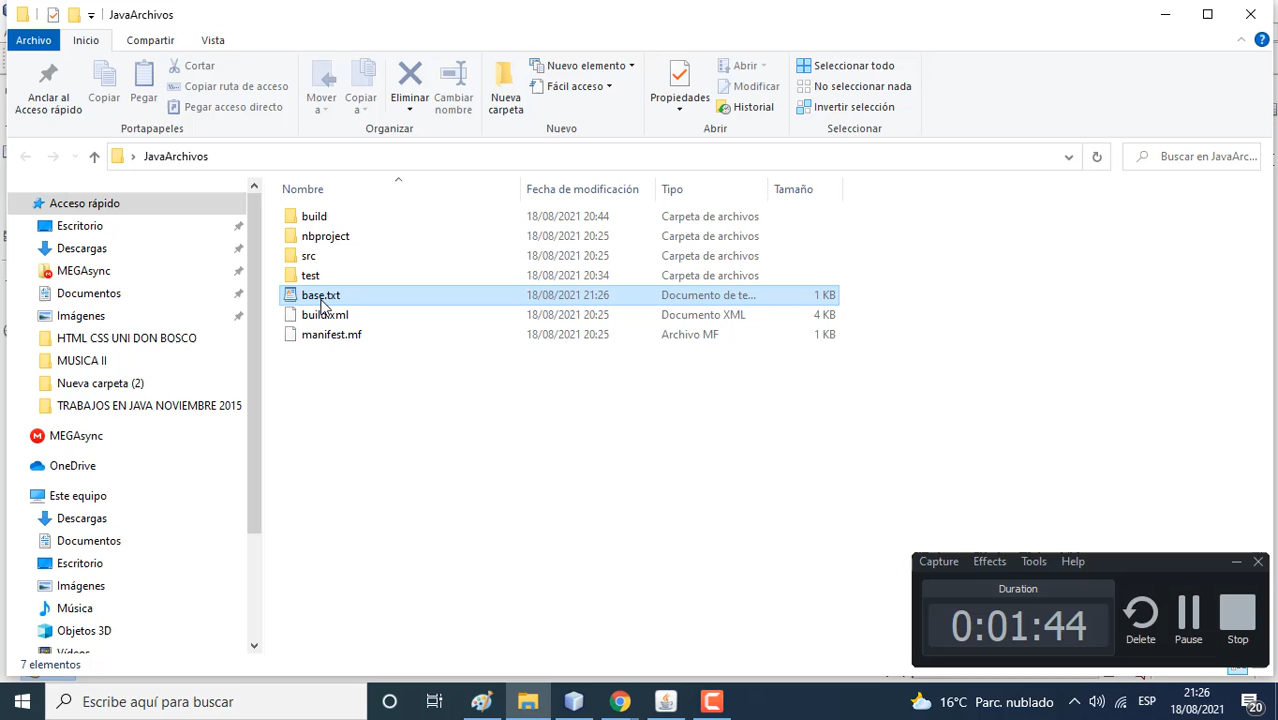 JavaArchivos
Archivo Inicio Compartir Vista
Anclar al Acceso rápido
Copiar
Pegar
Cortar
Copiar ruta de acceso
Pegar acceso directo
Portapapeles
Mover a
Copiar a
Eliminar
Cambiar nombre
Organizar
Nueva carpeta
Nuevo elemento
Fácil acceso
Nuevo
Propiedades
Abrir
Modificar
Historial
Abrir
Seleccionar todo
No seleccionar nada
Invertir selección
Seleccionar
JavaArchivos
Buscar en JavaArc...
Acceso rápido
Escritorio
Descargas
MEGAsync
Documentos
Imágenes
HTML CSS UNI DON BOSCO
MUSICA II
Nueva carpeta (2)
TRABAJOS EN JAVA NOVIEMBRE 2015
MEGAsync
OneDrive
Este equipo
Descargas
Documentos
Escritorio
Imágenes
Música
Objetos 3D
Vídeos
Nombre Fecha de modificación Tipo Tamaño
build 18/08/2021 20:44 Carpeta de archivos
nbproject 18/08/2021 20:25 Carpeta de archivos
src 18/08/2021 20:25 Carpeta de archivos
test 18/08/2021 20:34 Carpeta de archivos
base.txt 18/08/2021 21:26 Documento de te... 1 KB
build.xml 18/08/2021 20:25 Documento XML 4 KB
manifest.mf 18/08/2021 20:25 Archivo MF 1 KB
Capture Effects Tools Help
Duration
0:01:44
Delete
Pause
Stop
7 elementos
Escribe aquí para buscar
16°C Parc. nublado
ESP
21:26
18/08/2021
20